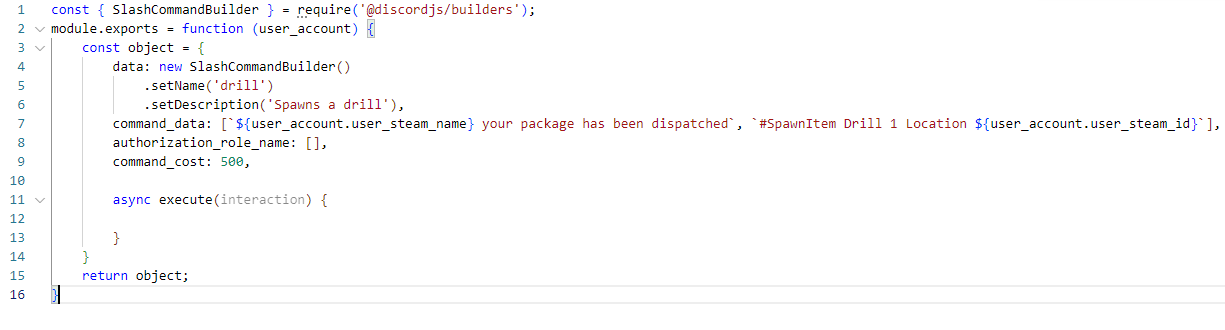 1 const { SlashCommandBuilder } = require('@discordjs/builders');
2 module.exports = function (user_account) {
3     const object = {
4         data: new SlashCommandBuilder()
5             .setName('drill')
6             .setDescription('Spawns a drill'),
7         command_data: [`${user_account.user_steam_name} your package has been dispatched`, `#SpawnItem Drill 1 Location ${user_account.user_steam_id}`],
8         authorization_role_name: [],
9         command_cost: 500,
10
11         async execute(interaction) {
12
13         }
14     }
15     return object;
16 }